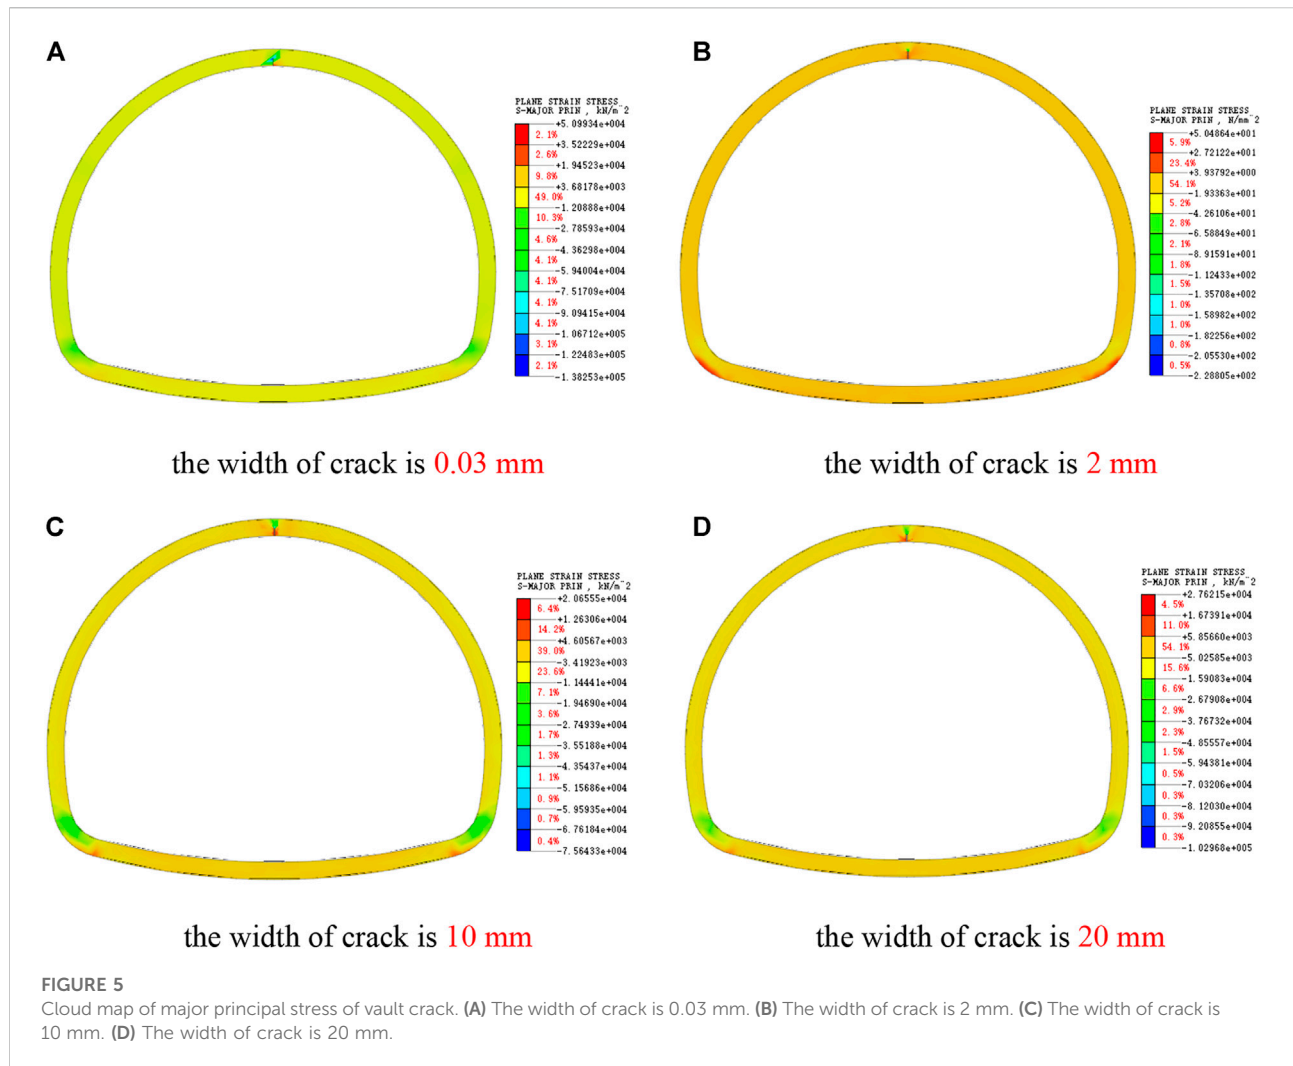 A
PLANE STRAIN STRESS
S-MAJOR PRIN , kN/m^2
+5.09934e+004
2.1%
+3.52229e+004
2.6%
+1.94523e+004
9.8%
+3.68178e+003
49.0%
-1.20888e+004
10.3%
-2.78593e+004
4.6%
-4.36298e+004
4.1%
-5.94004e+004
4.1%
-7.51709e+004
4.1%
-9.09415e+004
4.1%
-1.06712e+005
3.1%
-1.22483e+005
2.1%
-1.38253e+005
the width of crack is 0.03 mm
B
PLANE STRAIN STRESS
S-MAJOR PRIN , N/mm^2
+5.04864e+001
5.9%
+2.72122e+001
23.4%
+3.93792e+000
54.1%
-1.93363e+001
5.2%
-4.26106e+001
2.8%
-6.58849e+001
2.1%
-8.91591e+001
1.8%
-1.12433e+002
1.5%
-1.35708e+002
1.0%
-1.58982e+002
1.0%
-1.82256e+002
0.8%
-2.05530e+002
0.5%
-2.28805e+002
the width of crack is 2 mm
C
PLANE STRAIN STRESS
S-MAJOR PRIN , kN/m^2
+2.06555e+004
6.4%
+1.26306e+004
14.2%
+4.60567e+003
39.0%
-3.41923e+003
23.6%
-1.14441e+004
7.1%
-1.94690e+004
3.6%
-2.74939e+004
1.7%
-3.55188e+004
1.3%
-4.35437e+004
1.1%
-5.15686e+004
0.9%
-5.95935e+004
0.7%
-6.76184e+004
0.4%
-7.56433e+004
the width of crack is 10 mm
D
PLANE STRAIN STRESS
S-MAJOR PRIN , kN/m^2
+2.76215e+004
4.5%
+1.67391e+004
11.0%
+5.85660e+003
54.1%
-5.02585e+003
15.6%
-1.59083e+004
6.6%
-2.67908e+004
2.9%
-3.76732e+004
2.3%
-4.85557e+004
1.5%
-5.94381e+004
0.5%
-7.03206e+004
0.3%
-8.12030e+004
0.3%
-9.20855e+004
0.3%
-1.02968e+005
the width of crack is 20 mm
FIGURE 5
Cloud map of major principal stress of vault crack. (A) The width of crack is 0.03 mm. (B) The width of crack is 2 mm. (C) The width of crack is
10 mm. (D) The width of crack is 20 mm.